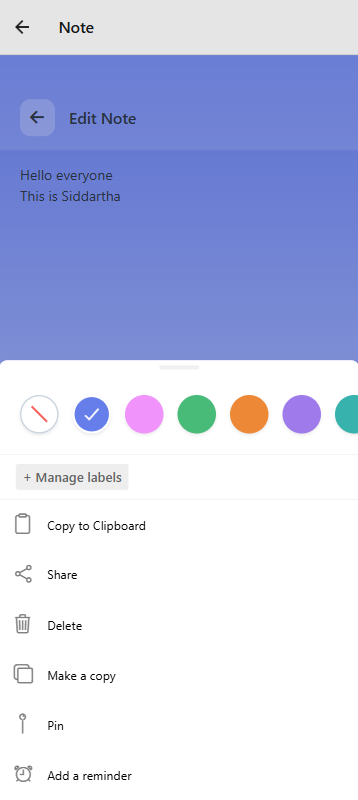 Note
Edit Note
Hello everyone
This is Siddartha
+ Manage labels
Copy to Clipboard
Share
Delete
Make a copy
Pin
Add a reminder